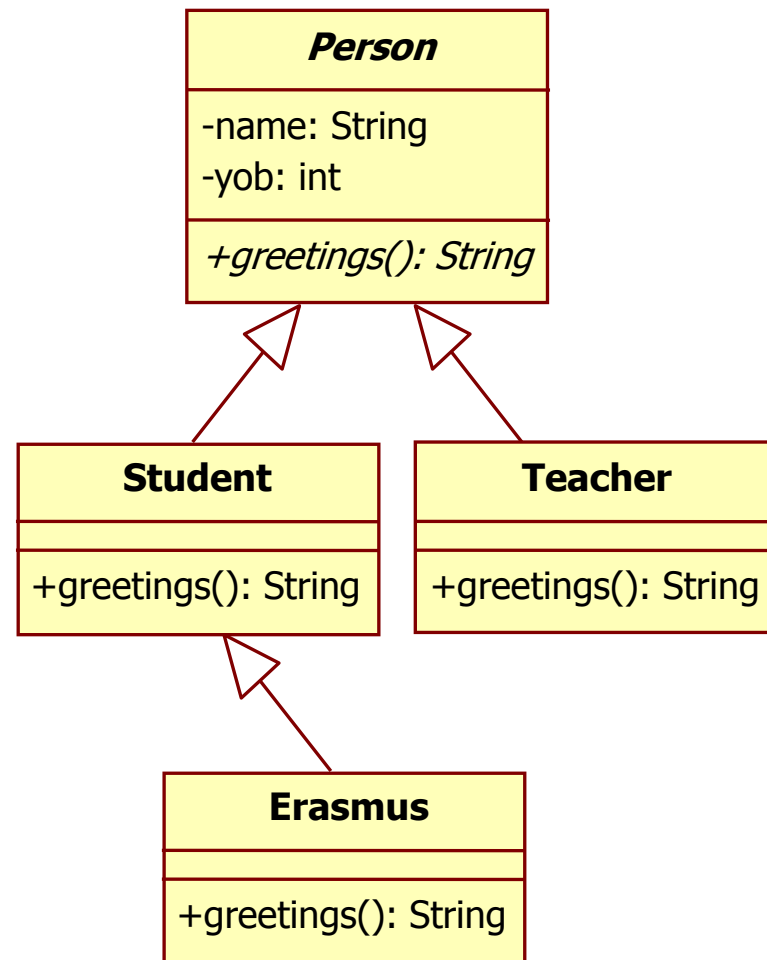 Person
-name: String
-yob: int
+greetings(): String
Student
+greetings(): String
Teacher
+greetings(): String
Erasmus
+greetings(): String